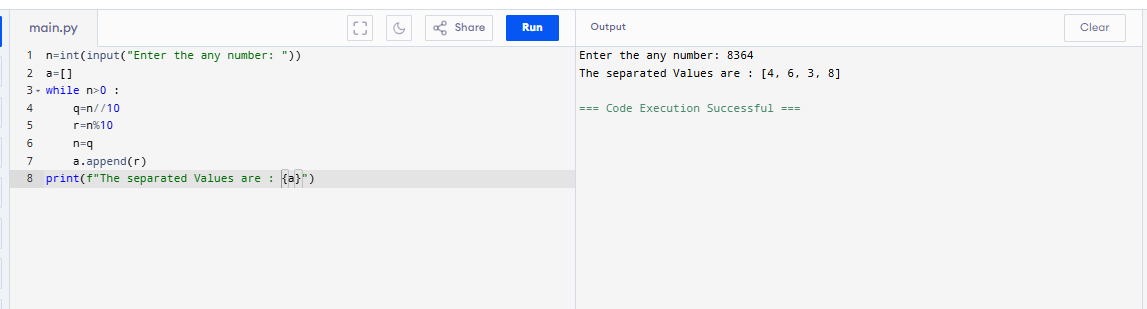 main.py
Share
Run
Output
Clear
1 n=int(input("Enter the any number: "))
2 a=[]
3 while n>0 :
4     q=n//10
5     r=n%10
6     n=q
7     a.append(r)
8 print(f"The separated Values are : {a}")
Enter the any number: 8364
The separated Values are : [4, 6, 3, 8]
=== Code Execution Successful ===